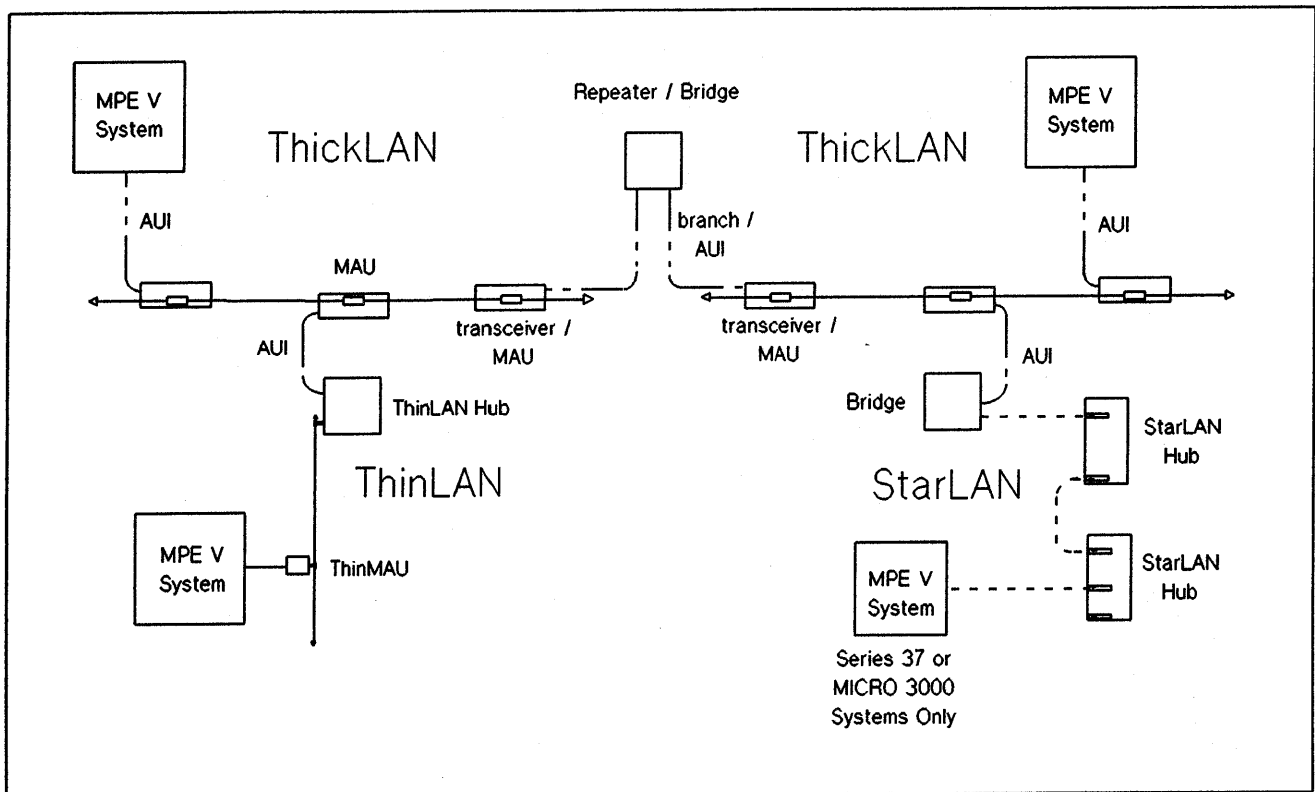 MPE V
System
ThickLAN
Repeater / Bridge
ThickLAN
MPE V
System
AUI
branch /
AUI
AUI
MAU
transceiver /
MAU
transceiver /
MAU
AUI
AUI
ThinLAN Hub
Bridge
StarLAN
Hub
ThinLAN
StarLAN
MPE V
System
ThinMAU
MPE V
System
StarLAN
Hub
Series 37 or
MICRO 3000
Systems Only